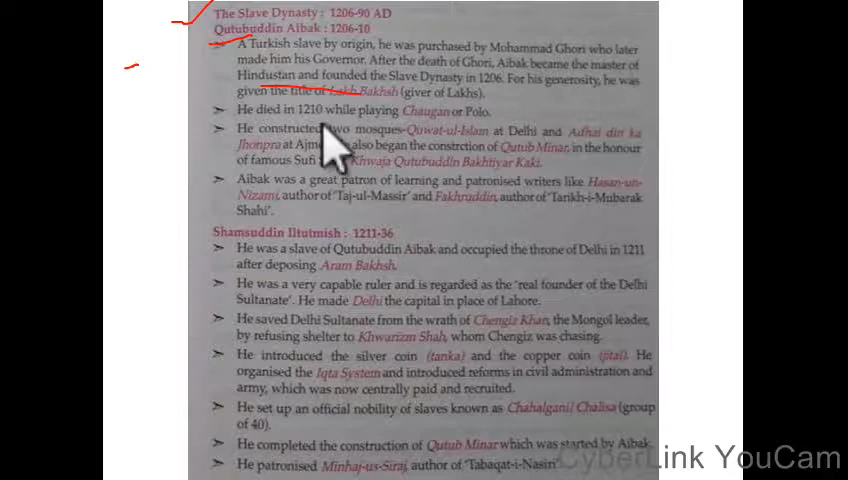 The Slave Dynasty : 1206-90 AD
Qutubuddin Aibak : 1206-10
➢ A Turkish slave by origin, he was purchased by Mohammad Ghori who later
made him his Governor. After the death of Ghori, Aibak became the master of
Hindustan and founded the Slave Dynasty in 1206. For his generosity, he was
given the title of Lakh Bakhsh (giver of Lakhs).
➢ He died in 1210 while playing Chaugan or Polo.
➢ He constructed two mosques-Quwat-ul-Islam at Delhi and Adhai din ka
Jhonpra at also began the constrction of Qutub Minar, in the honour
of famous Sufi Khwaja Qutubuddin Bakhtiyar Kaki.
➢ Aibak was a great patron of learning and patronised writers like Hasan-un-
Nizami, author of 'Taj-ul-Massir' and Fakhruddin, author of 'Tarikh-i-Mubarak
Shahi'.
Shamsuddin Iltutmish : 1211-36
➢ He was a slave of Qutubuddin Aibak and occupied the throne of Delhi in 1211
after deposing Aram Bakhsh.
➢ He was a very capable ruler and is regarded as the 'real founder of the Delhi
Sultanate'. He made Delhi the capital in place of Lahore.
➢ He saved Delhi Sultanate from the wrath of Chengiz Khan, the Mongol leader,
by refusing shelter to Khwarizm Shah, whom Chengiz was chasing.
➢ He introduced the silver coin (tanka) and the copper coin (jital). He
organised the Iqta System and introduced reforms in civil administration and
army, which was now centrally paid and recruited.
➢ He set up an official nobility of slaves known as Chahalgani/Chalisa (group
of 40).
➢ He completed the construction of Qutub Minar which was started by Aibak.
➢ He patronised Minhaj-us-Siraj, author of 'Tabaqat-i-Nasiri'.
CyberLink YouCam